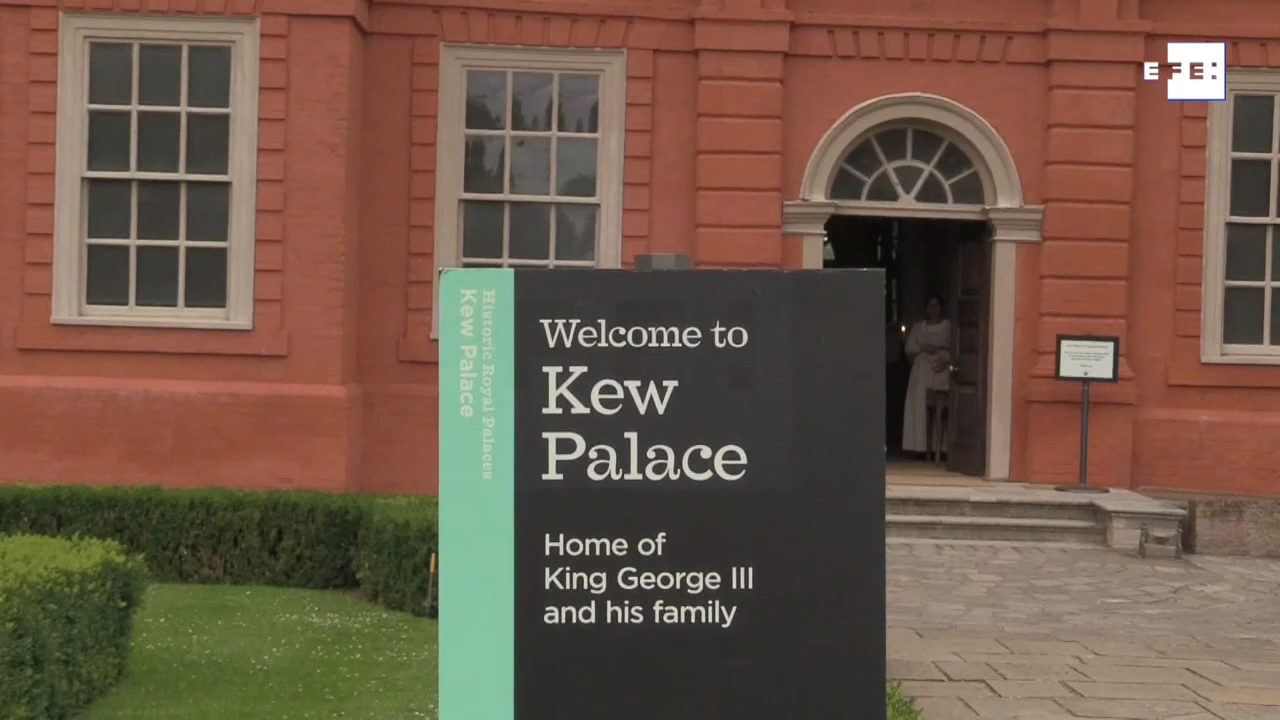 EFE:
Historic Royal Palaces
Kew Palace
Welcome to
Kew
Palace
Home of
King George III
and his family